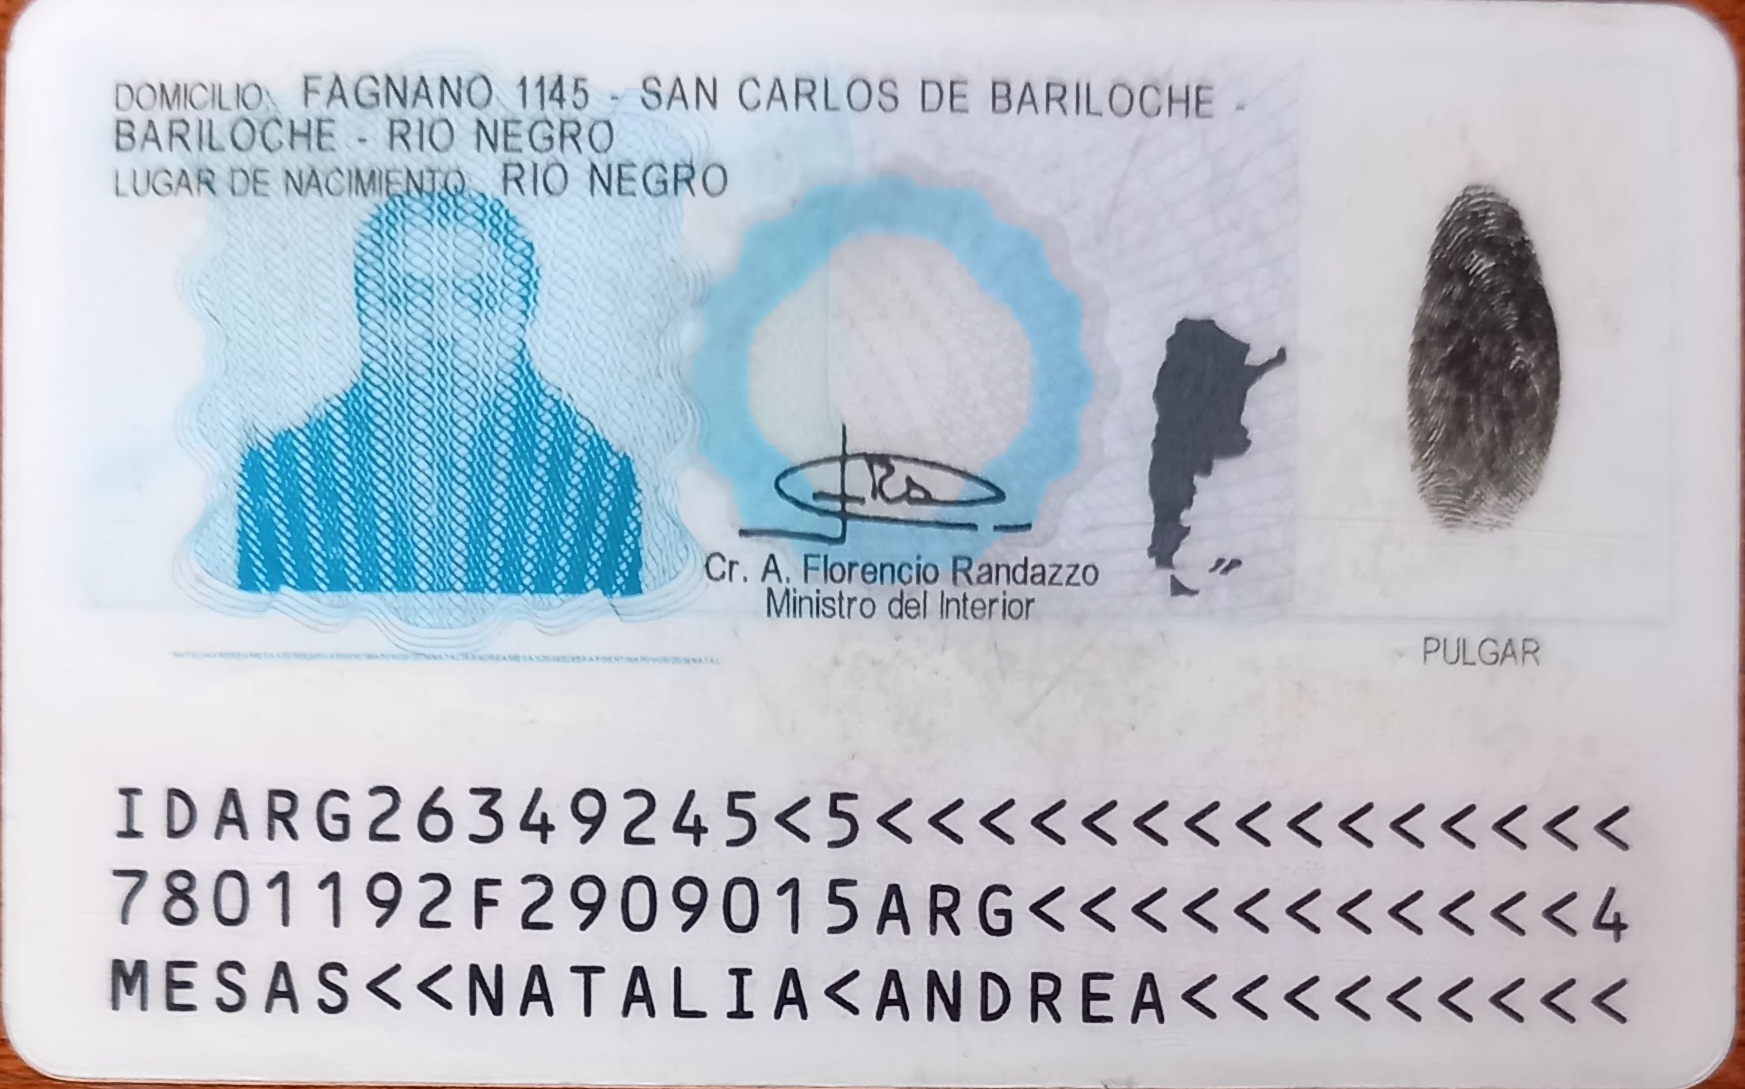 DOMICILIO: FAGNANO 1145 - SAN CARLOS DE BARILOCHE -
BARILOCHE - RIO NEGRO
LUGAR DE NACIMIENTO: RIO NEGRO
Cr. A. Florencio Randazzo
Ministro del Interior
PULGAR
IDARG26349245<5<<<<<<<<<<<<<<<
7801192F2909015ARG<<<<<<<<<<<4
MESAS<<NATALIA<ANDREA<<<<<<<<<